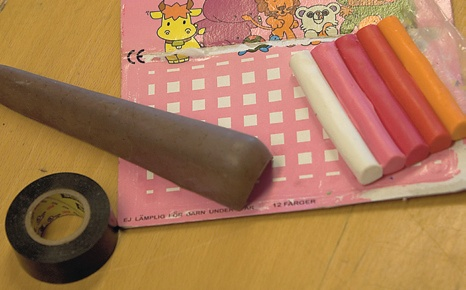 CE
EJ LÄMPLIG FÖR BARN UNDER
12 FÄRGER